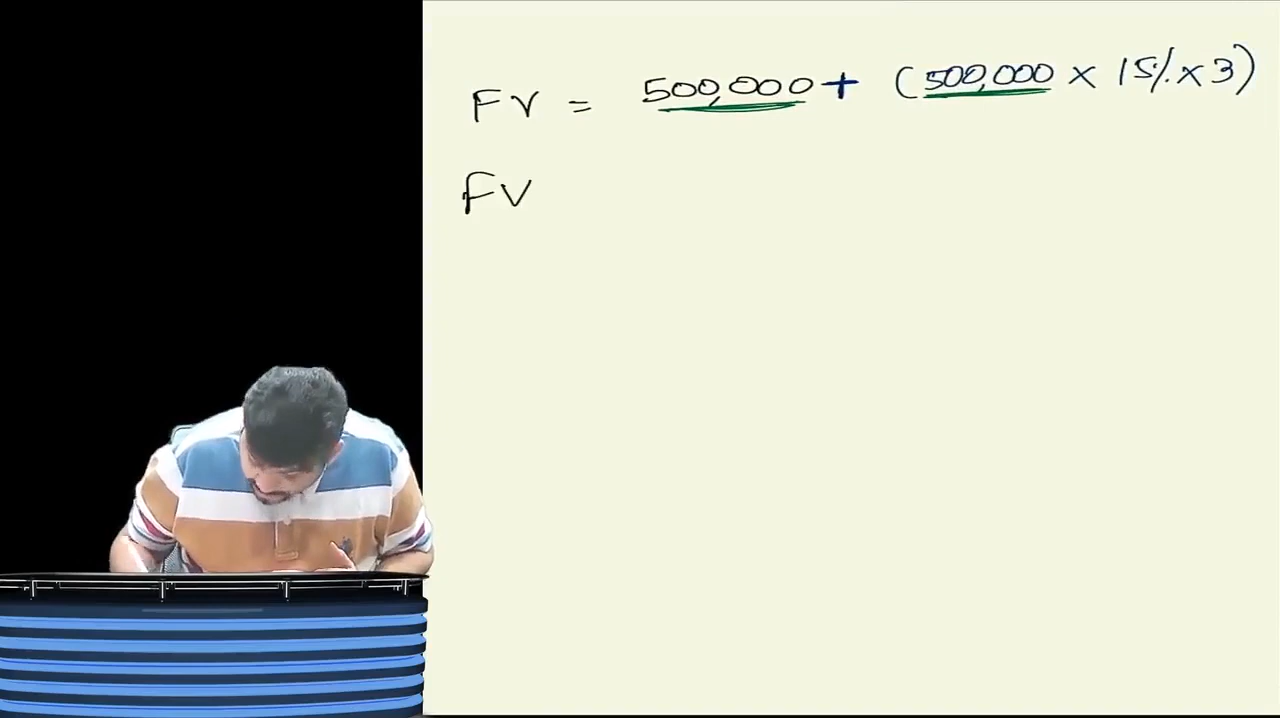 FV = 500,000 + (500,000 × 15% × 3)
FV